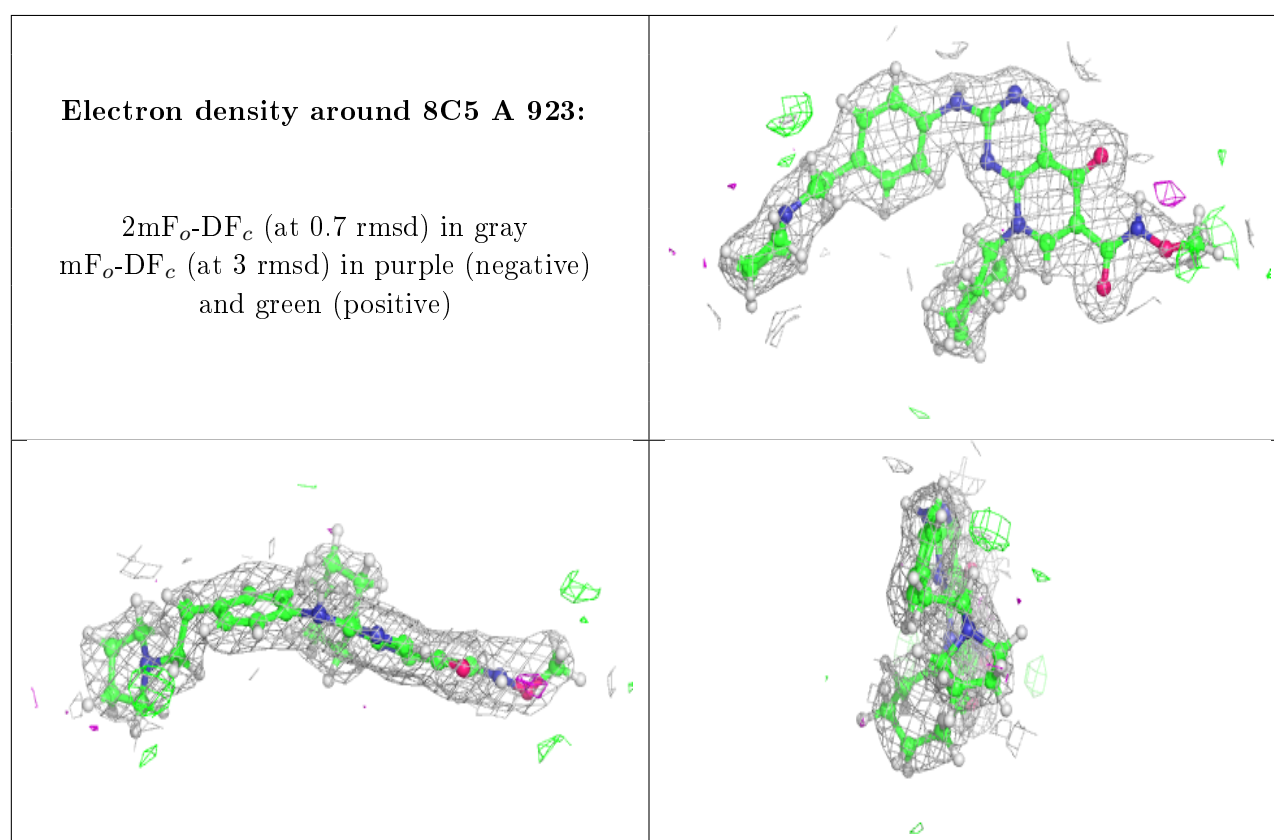 Electron density around 8C5 A 923:
2mFo-DFc (at 0.7 rmsd) in gray
mFo-DFc (at 3 rmsd) in purple (negative)
and green (positive)